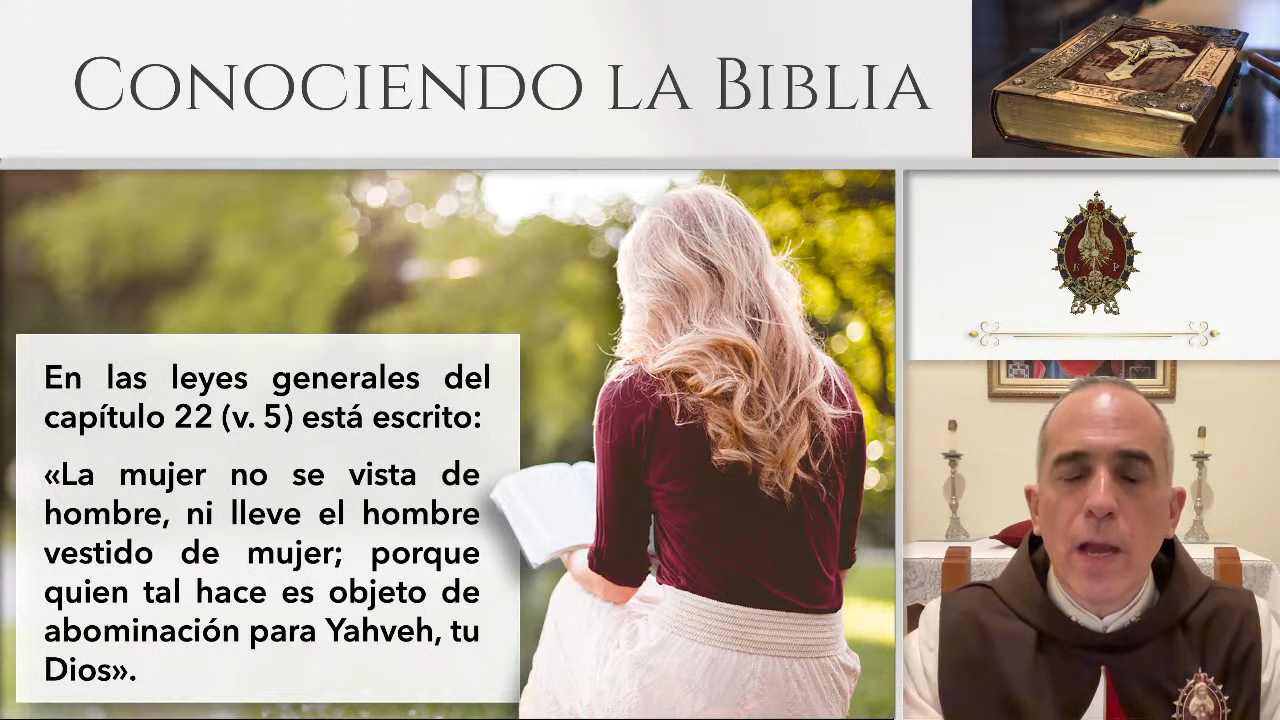 Conociendo la Biblia
E P
En las leyes generales del
capítulo 22 (v. 5) está escrito:
«La mujer no se vista de
hombre, ni lleve el hombre
vestido de mujer; porque
quien tal hace es objeto de
abominación para Yahveh, tu
Dios».